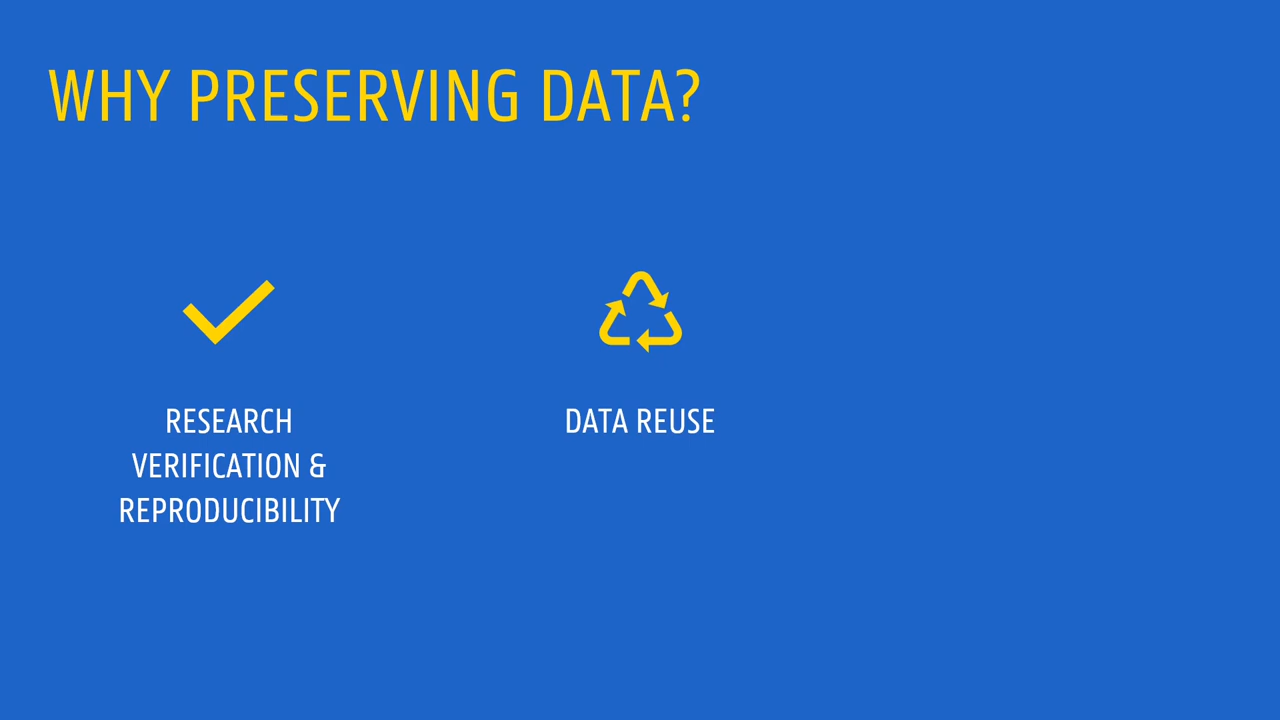 WHY PRESERVING DATA?
RESEARCH
VERIFICATION &
REPRODUCIBILITY
DATA REUSE